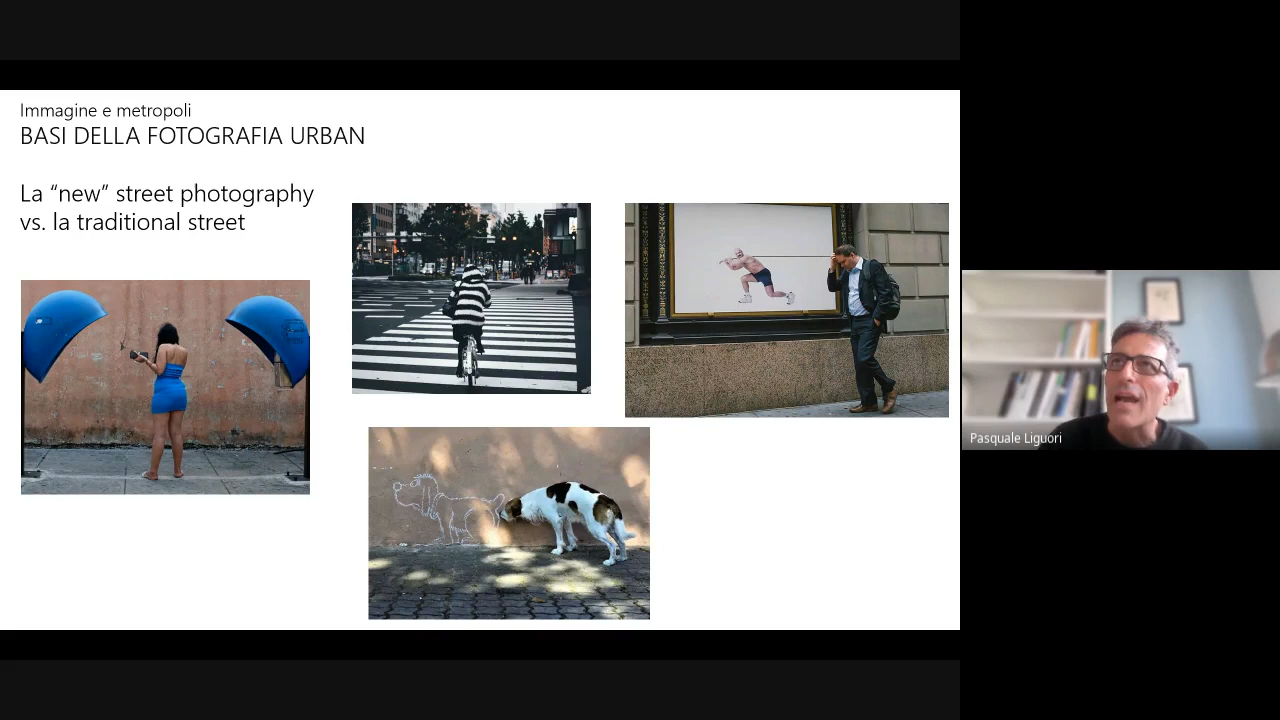 Immagine e metropoli
BASI DELLA FOTOGRAFIA URBAN
La “new” street photography
vs. la traditional street
Pasquale Liguori